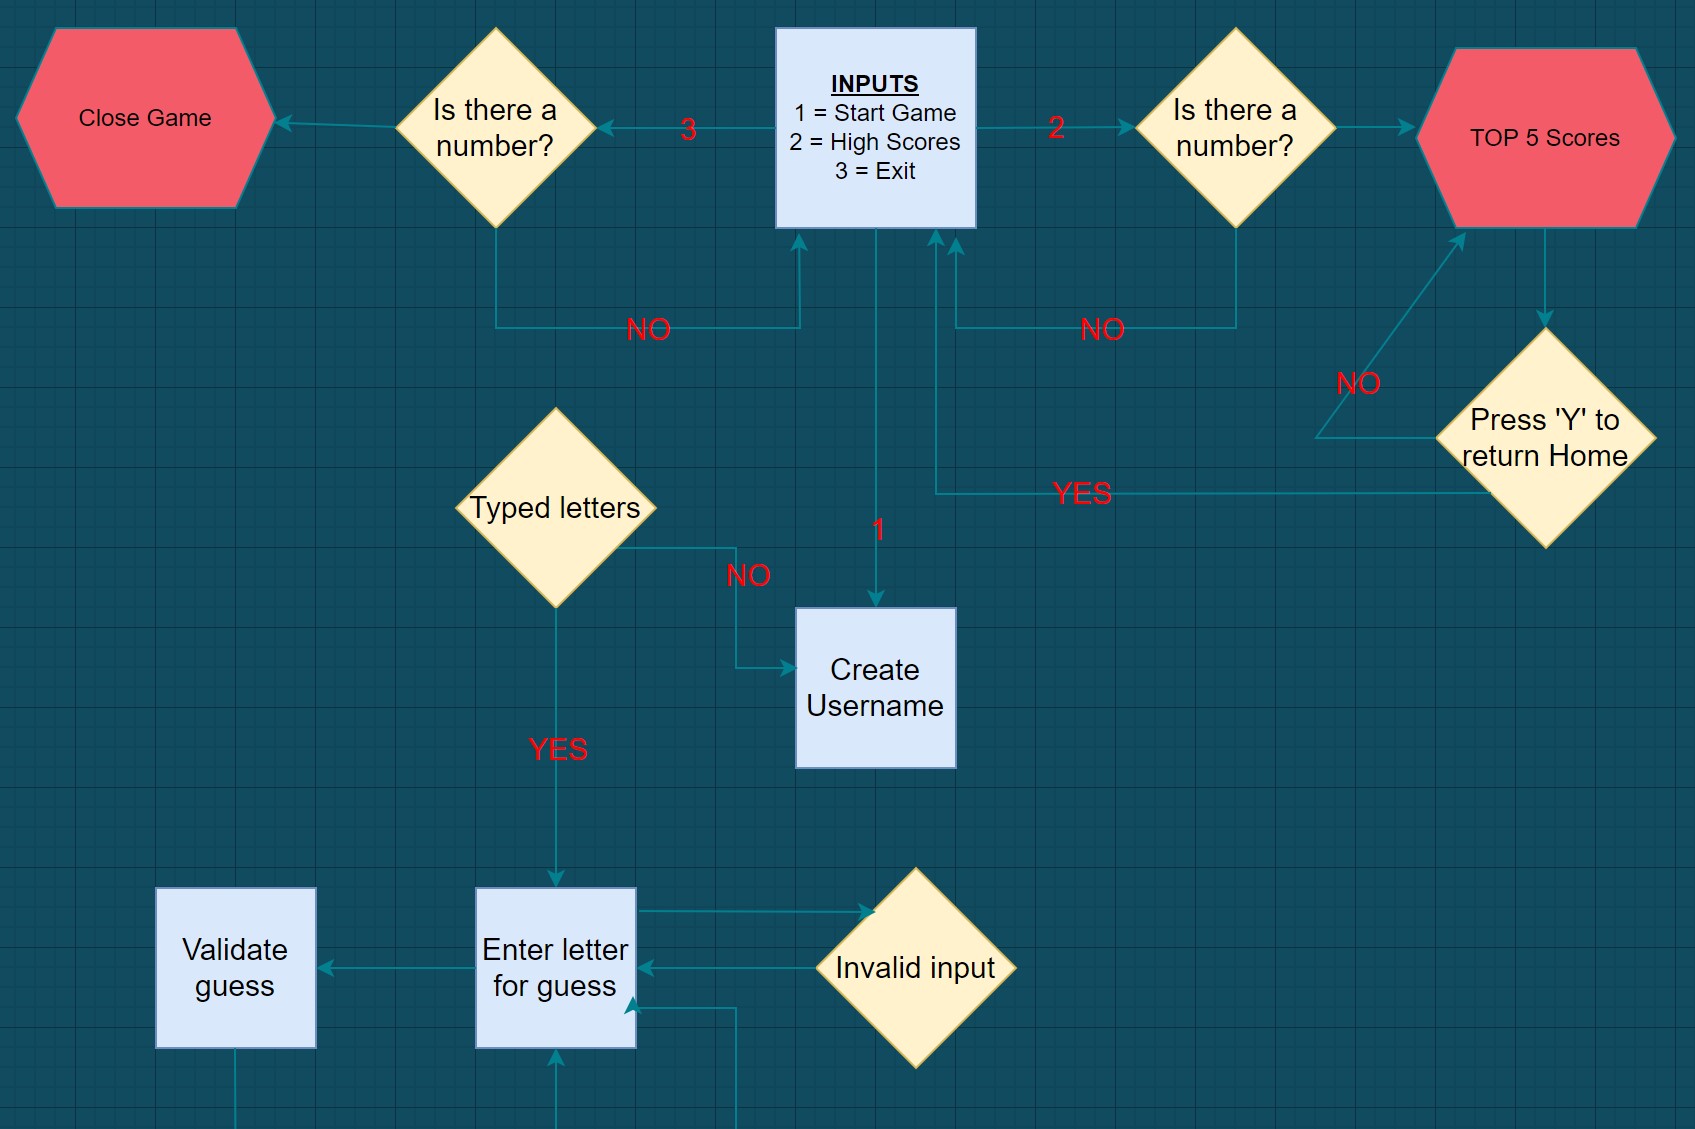 Close Game
Is there a
number?
3
INPUTS
1 = Start Game
2 = High Scores
3 = Exit
2
Is there a
number?
TOP 5 Scores
NO
NO
NO
Press 'Y' to
return Home
YES
Typed letters
1
NO
Create
Username
YES
Validate
guess
Enter letter
for guess
Invalid input